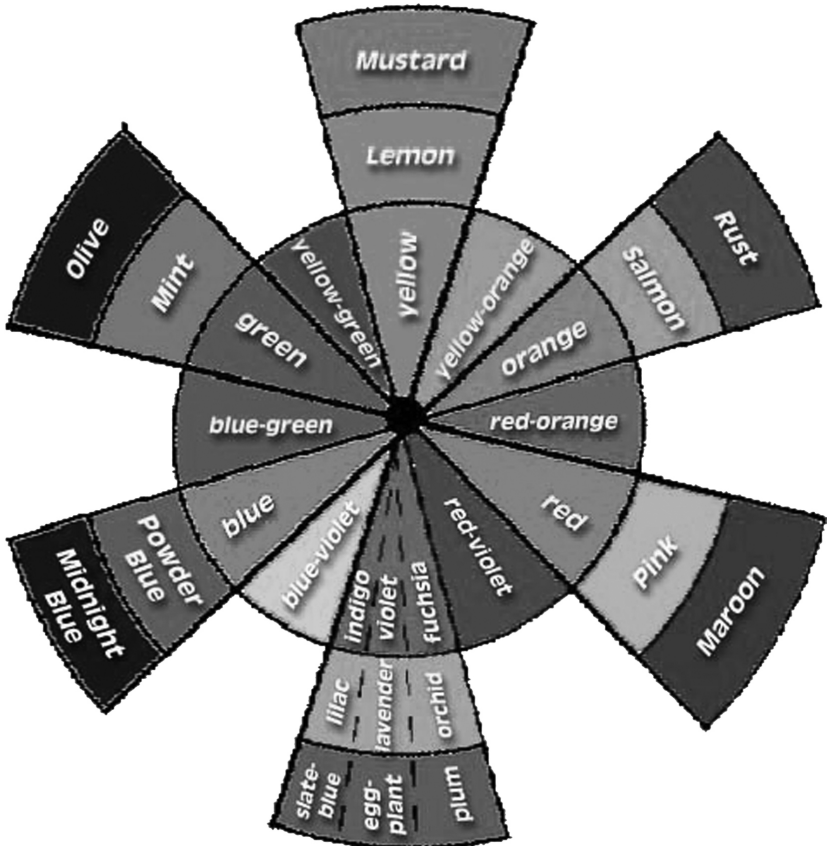 Mustard
Lemon
yellow
yellow-orange
orange
Salmon
Rust
red-orange
red
Pink
Maroon
red-violet
fuchsia
violet
indigo
orchid
lavender
lilac
plum
egg-
plant
slate-
blue
blue-violet
blue
Powder
Blue
Midnight
Blue
blue-green
green
Mint
Olive
yellow-green